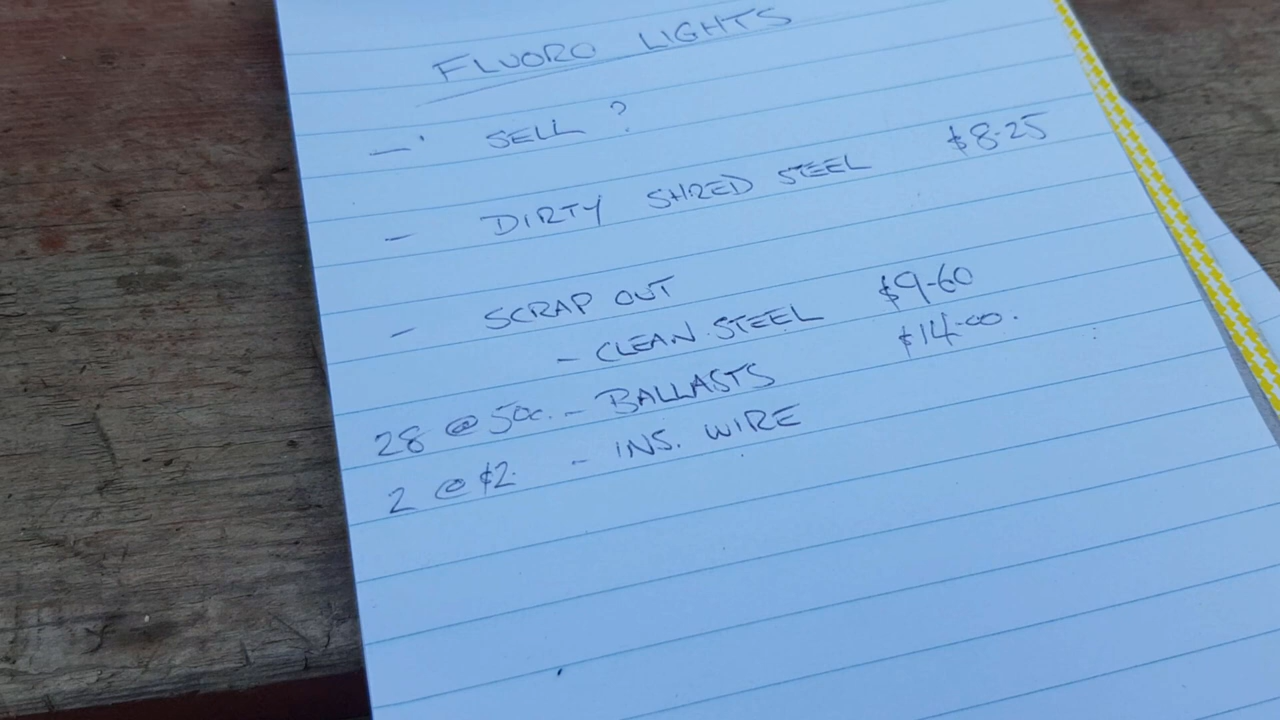 FLUORO LIGHTS
- SELL ?
- DIRTY SHRED STEEL $8-25
- SCRAP OUT
- CLEAN STEEL $9-60
28 @ 50c. - BALLASTS $14-00.
2 @ $2 - INS. WIRE